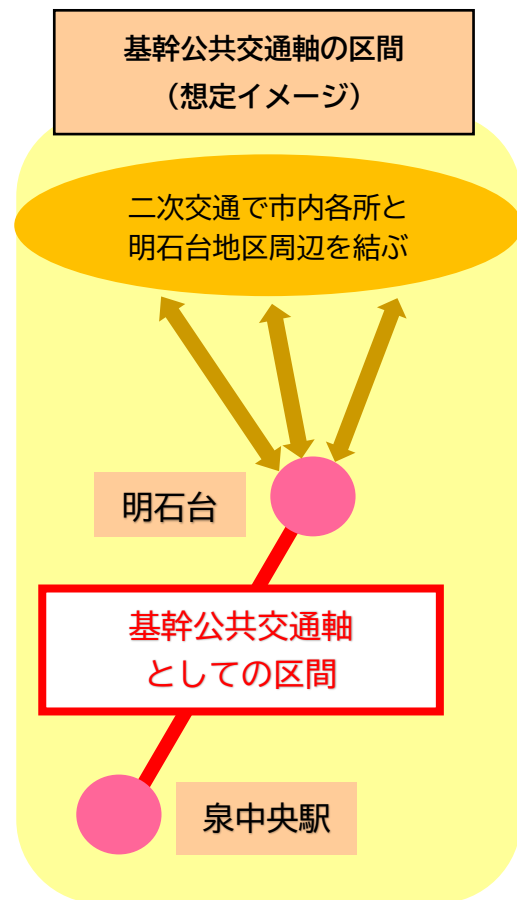 基幹公共交通軸の区間
（想定イメージ）
二次交通で市内各所と
明石台地区周辺を結ぶ
明石台
基幹公共交通軸
としての区間
泉中央駅